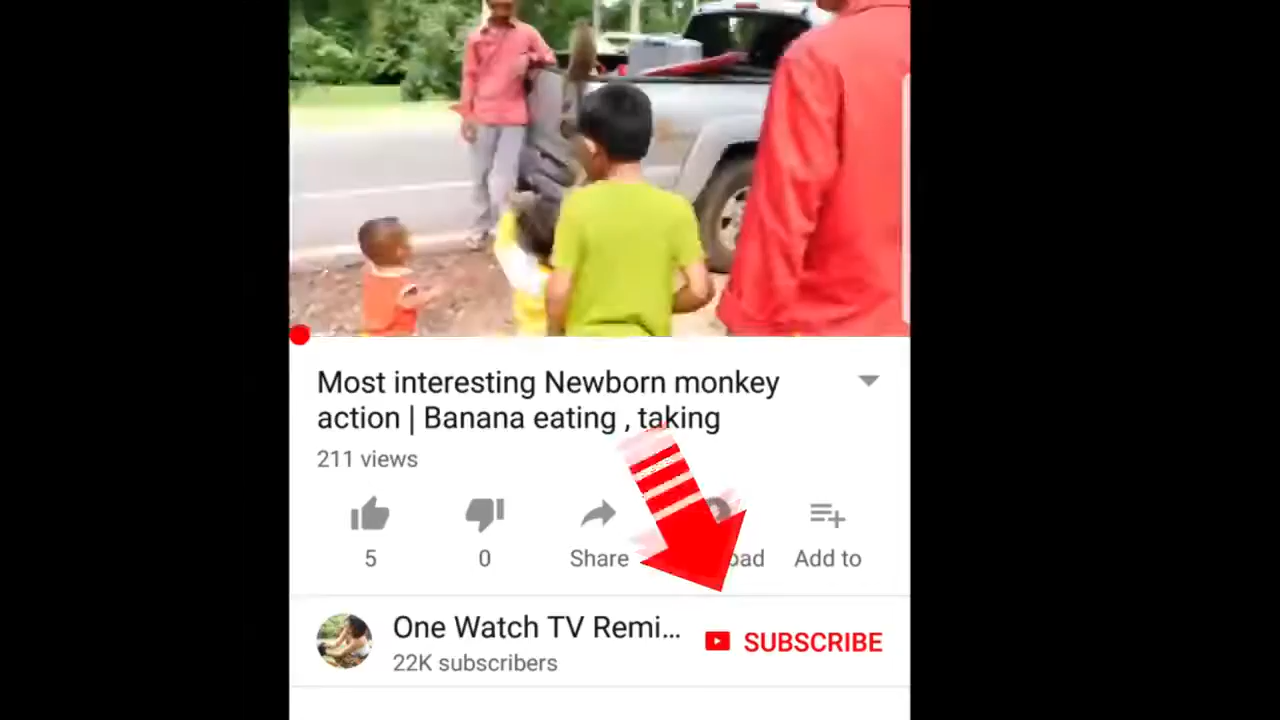 Most interesting Newborn monkey
action | Banana eating , taking
211 views
5
0
Share
Add to
One Watch TV Remi...
22K subscribers
SUBSCRIBE